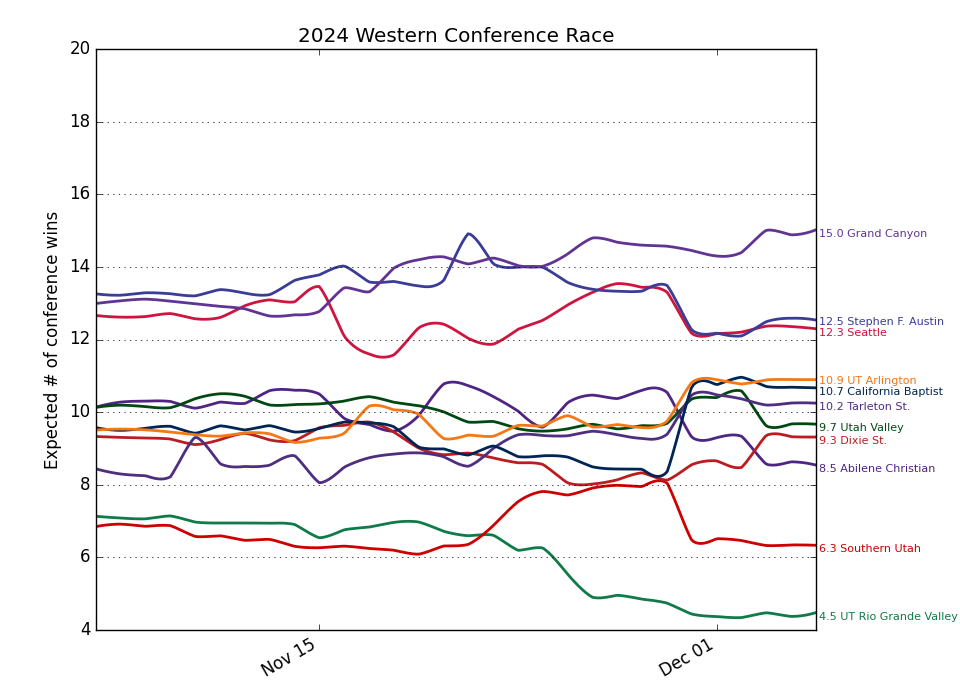 2024 Western Conference Race
Expected # of conference wins
20
18
16
14
12
10
8
6
4
Nov 15
Dec 01
15.0 Grand Canyon
12.5 Stephen F. Austin
12.3 Seattle
10.9 UT Arlington
10.7 California Baptist
10.2 Tarleton St.
9.7 Utah Valley
9.3 Dixie St.
8.5 Abilene Christian
6.3 Southern Utah
4.5 UT Rio Grande Valley